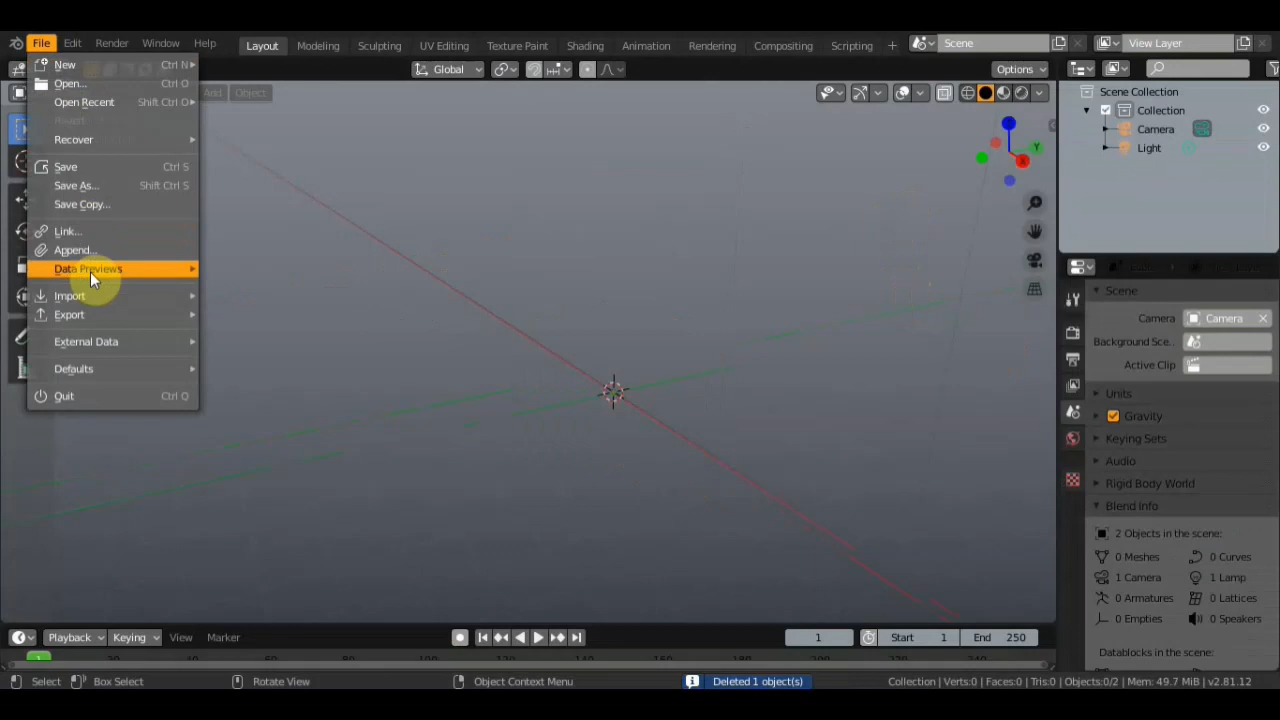 File Edit Render Window Help Layout Modeling Sculpting UV Editing Texture Paint Shading Animation Rendering Compositing Scripting + Scene View Layer
New Ctrl N
Open... Ctrl O
Open Recent Shift Ctrl O
Revert
Recover
Save Ctrl S
Save As... Shift Ctrl S
Save Copy...
Link...
Append...
Data Previews
Import
Export
External Data
Defaults
Quit Ctrl Q
Global
Options
Add Object
Z
Y
X
Scene Collection
Collection
Camera
Light
Scene
Camera Camera
Background Sce..
Active Clip
Units
Gravity
Keying Sets
Audio
Rigid Body World
Blend Info
2 Objects in the scene:
0 Meshes 0 Curves
1 Camera 1 Lamp
0 Armatures 0 Lattices
0 Empties 0 Speakers
Datablocks in the scene:
Playback Keying View Marker 1 Start 1 End 250
1
Select Box Select Rotate View Object Context Menu Deleted 1 object(s) Collection | Verts:0 | Faces:0 | Tris:0 | Objects:0/2 | Mem: 49.7 MiB | v2.81.12